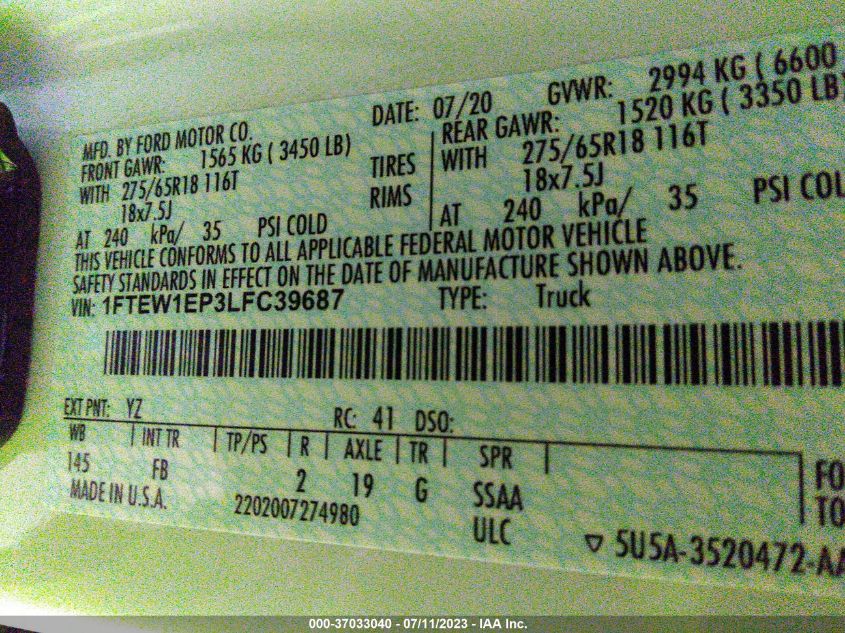 MFD. BY FORD MOTOR CO. DATE: 07/20 GVWR: 2994 KG ( 6600
FRONT GAWR: 1565 KG ( 3450 LB) REAR GAWR: 1520 KG ( 3350 LB)
WITH 275/65R18 116T TIRES WITH 275/65R18 116T
18x7.5J RIMS 18x7.5J
AT 240 kPa/ 35 PSI COLD AT 240 kPa/ 35 PSI COL
THIS VEHICLE CONFORMS TO ALL APPLICABLE FEDERAL MOTOR VEHICLE
SAFETY STANDARDS IN EFFECT ON THE DATE OF MANUFACTURE SHOWN ABOVE.
VIN: 1FTEW1EP3LFC39687 TYPE: Truck
EXT PNT: YZ RC: 41 DSO:
WB INT TR TP/PS R AXLE TR SPR
145 FB 2 19 G SSAA FO
MADE IN U.S.A. 2202007274980 ULC TO
▽ 5U5A-3520472-AA
000-37033040 - 07/11/2023 - IAA Inc.